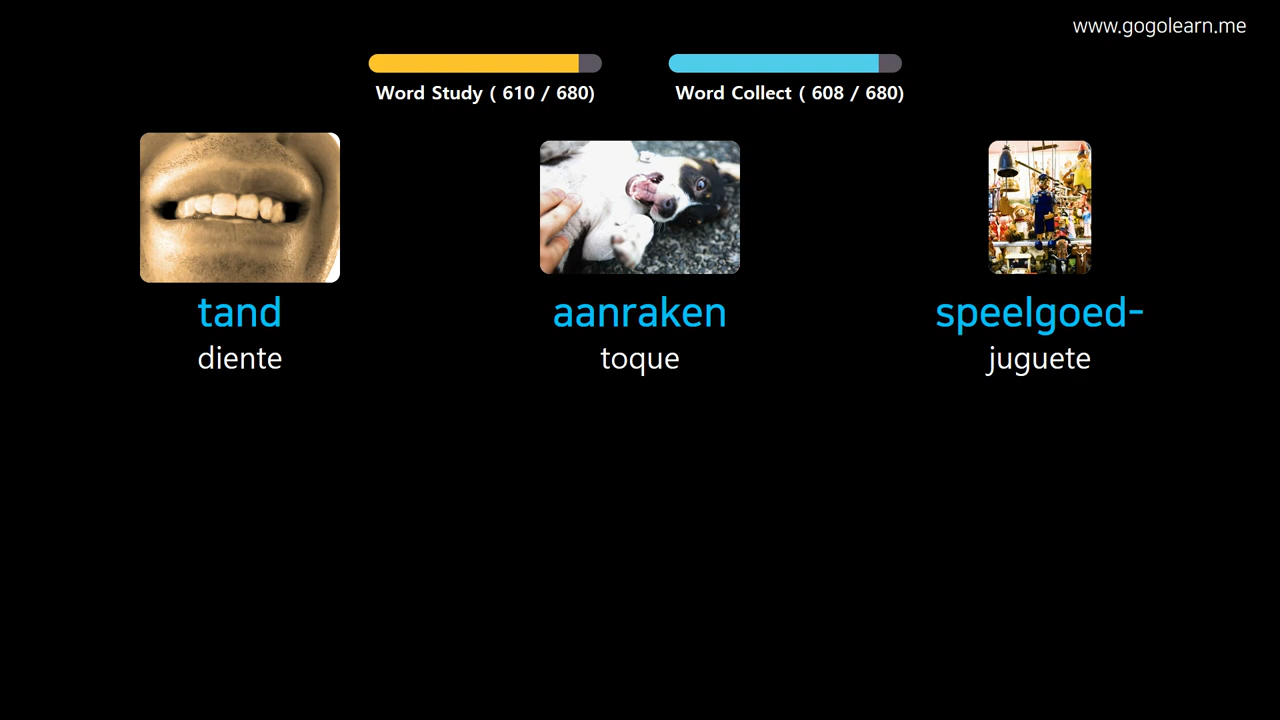 www.gogolearn.me
Word Study ( 610 / 680)
Word Collect ( 608 / 680)
tand
aanraken
speelgoed-
diente
toque
juguete